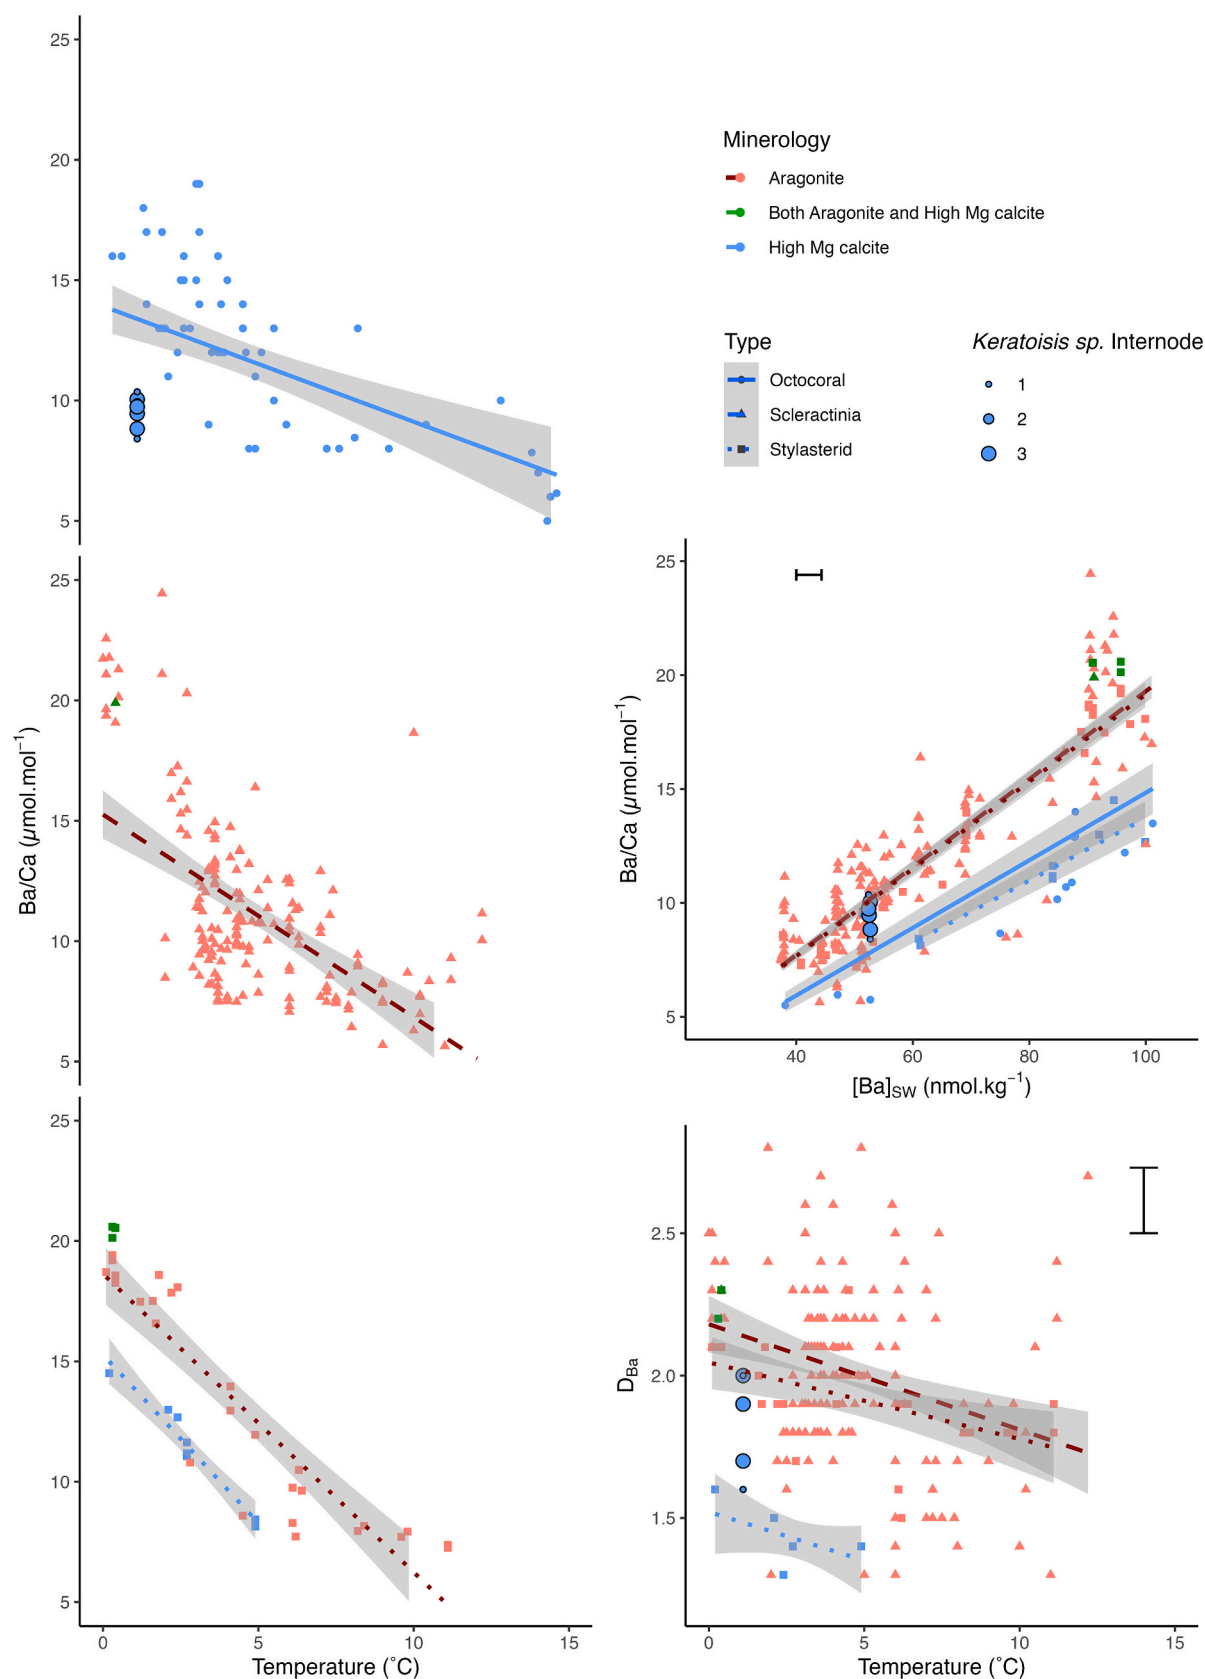 25
20
15
10
5
Minerology
Aragonite
Both Aragonite and High Mg calcite
High Mg calcite
Type
Octocoral
Scleractinia
Stylasterid
Keratoisis sp. Internode
1
2
3
25
20
15
10
5
Ba/Ca (µmol.mol⁻¹)
25
20
15
10
5
Ba/Ca (µmol.mol⁻¹)
40 60 80 100
[Ba]SW (nmol.kg⁻¹)
25
20
15
10
5
0 5 10 15
Temperature (˚C)
2.5
2.0
1.5
DBa
0 5 10 15
Temperature (˚C)